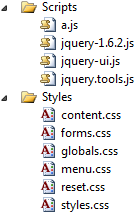 Scripts
a.js
jquery-1.6.2.js
jquery-ui.js
jquery.tools.js
Styles
content.css
forms.css
globals.css
menu.css
reset.css
styles.css